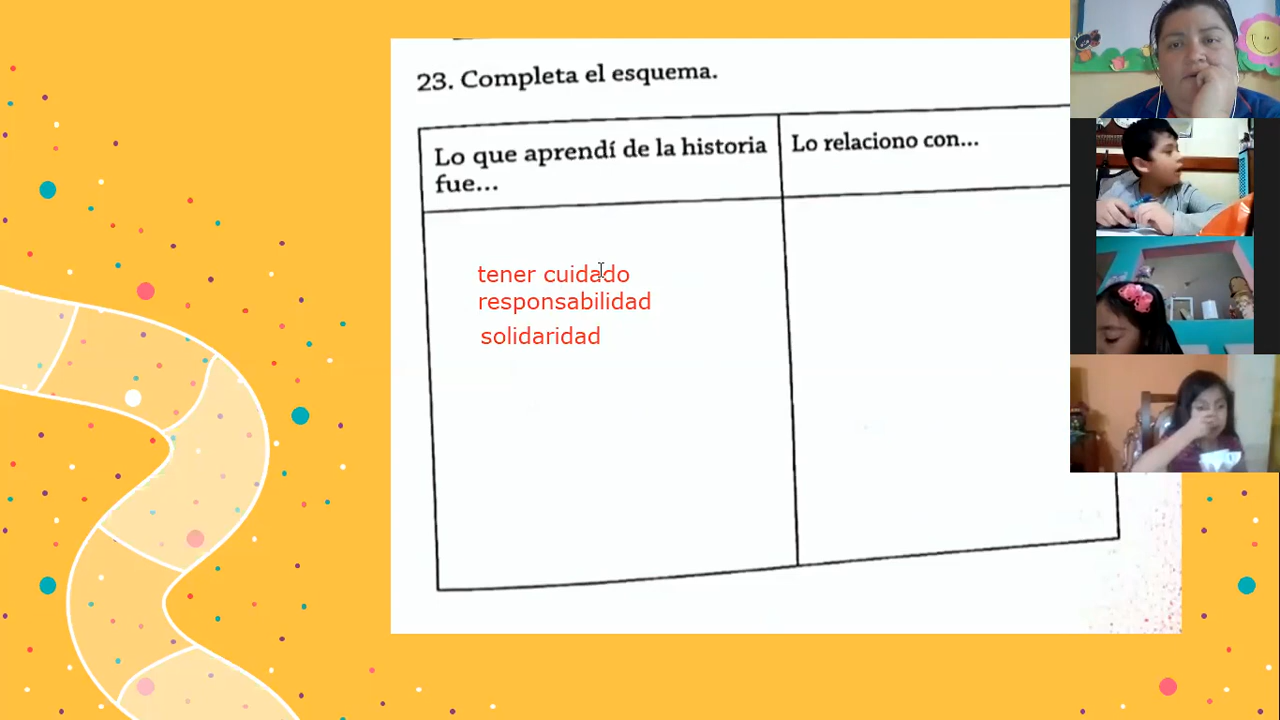 23. Completa el esquema.
Lo que aprendí de la historia
fue...
Lo relaciono con...
tener cuidado
responsabilidad
solidaridad